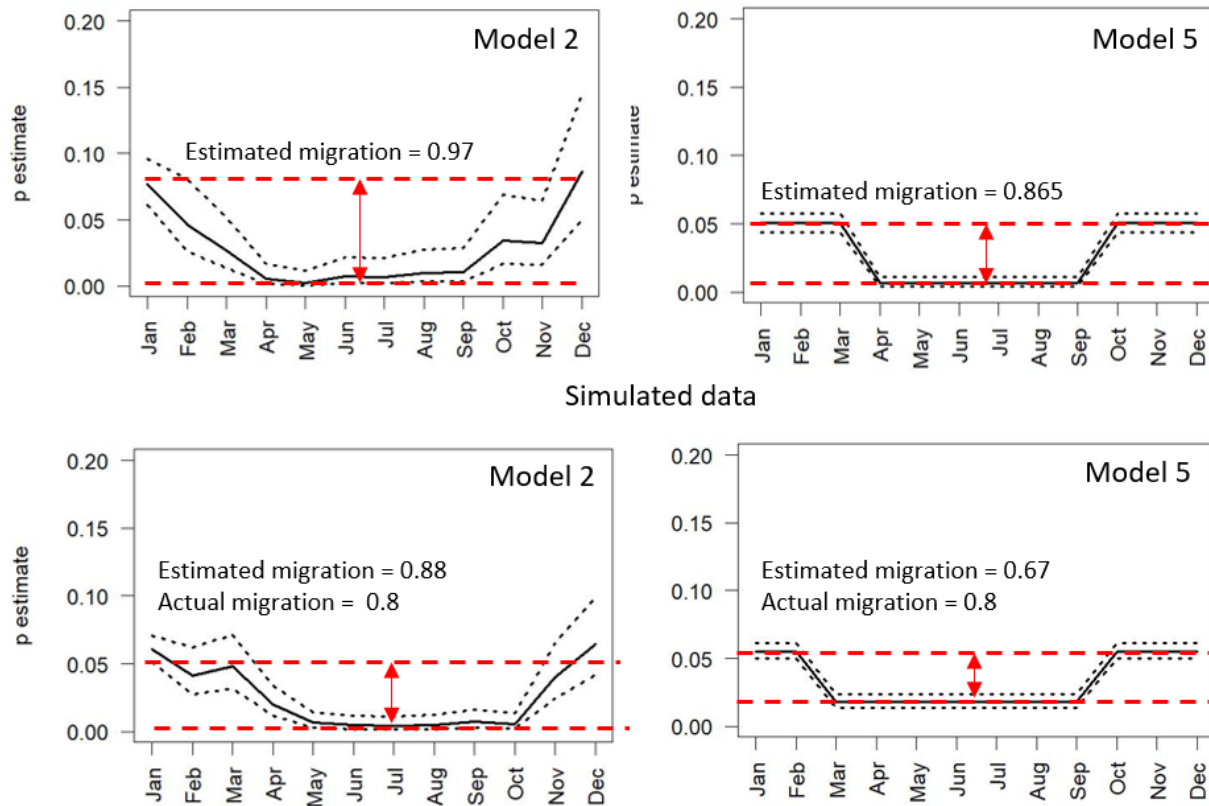 0.20
0.15
0.10
0.05
0.00
p estimate
Model 2
Estimated migration = 0.97
Jan
Feb
Mar
Apr
May
Jun
Jul
Aug
Sep
Oct
Nov
Dec
0.20
0.15
0.10
0.05
0.00
p estimate
Model 5
Estimated migration = 0.865
Jan
Feb
Mar
Apr
May
Jun
Jul
Aug
Sep
Oct
Nov
Dec
Simulated data
0.20
0.15
0.10
0.05
0.00
p estimate
Model 2
Estimated migration = 0.88
Actual migration = 0.8
Jan
Feb
Mar
Apr
May
Jun
Jul
Aug
Sep
Oct
Nov
Dec
0.20
0.15
0.10
0.05
0.00
Model 5
Estimated migration = 0.67
Actual migration = 0.8
Jan
Feb
Mar
Apr
May
Jun
Jul
Aug
Sep
Oct
Nov
Dec